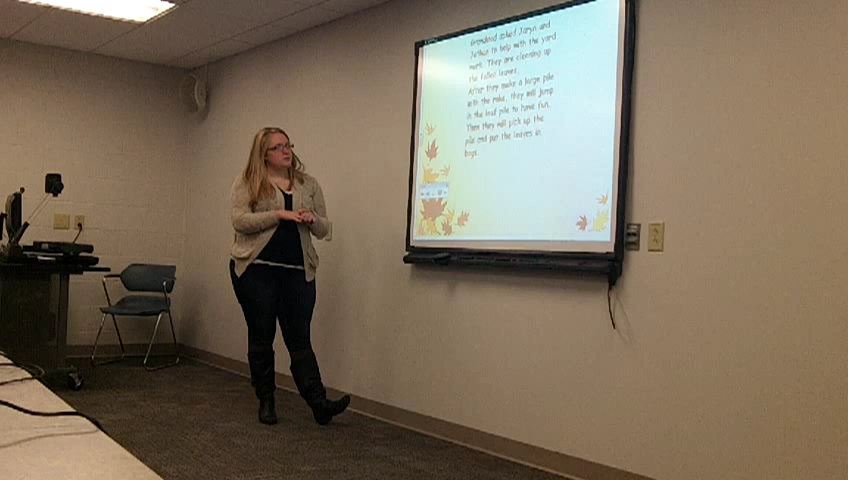 Grandma asked Jaryn and
to help with the yard
work. They are cleaning up
the fallen leaves.
After they make a large pile
with the rake, they will jump
in the leaf pile to have fun.
Then they will pick up the
pile and put the leaves in
bags.